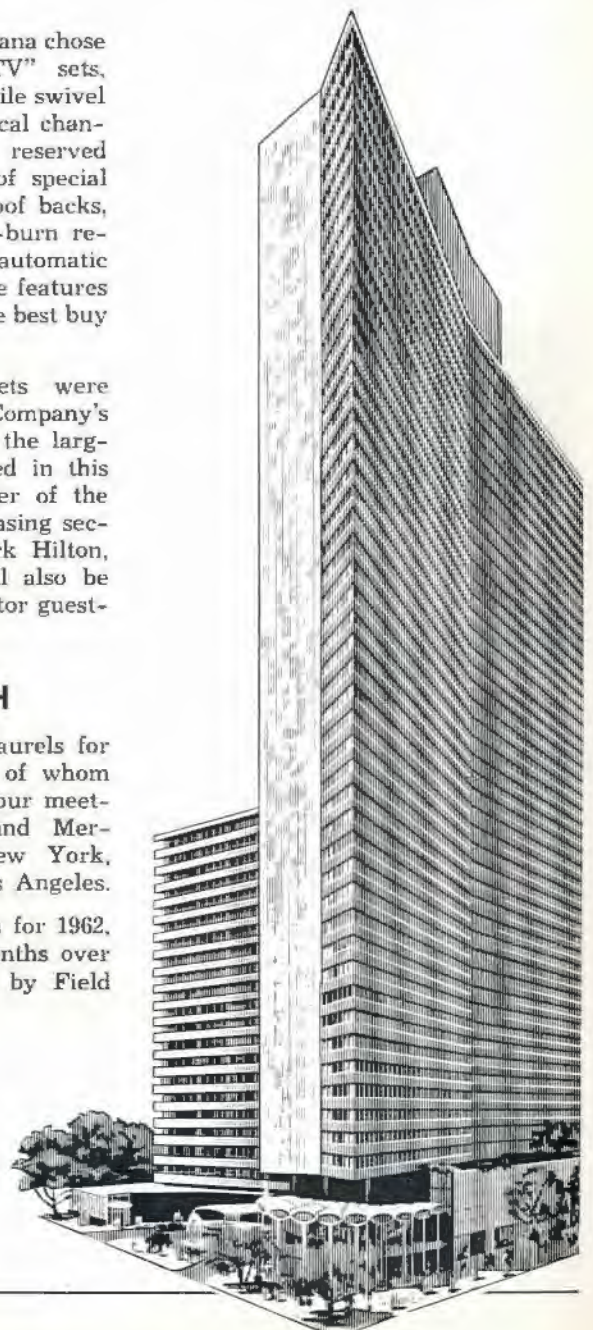 ana chose
TV" sets,
ile swivel
cal chan-
reserved
of special
oof backs,
-burn re-
automatic
e features
e best buy
ets were
Company's
the larg-
ed in this
er of the
asing sec-
rk Hilton,
l also be
tor guest-
H
aurels for
of whom
our meet-
and Mer-
ew York,
s Angeles.
for 1962,
nths over
by Field